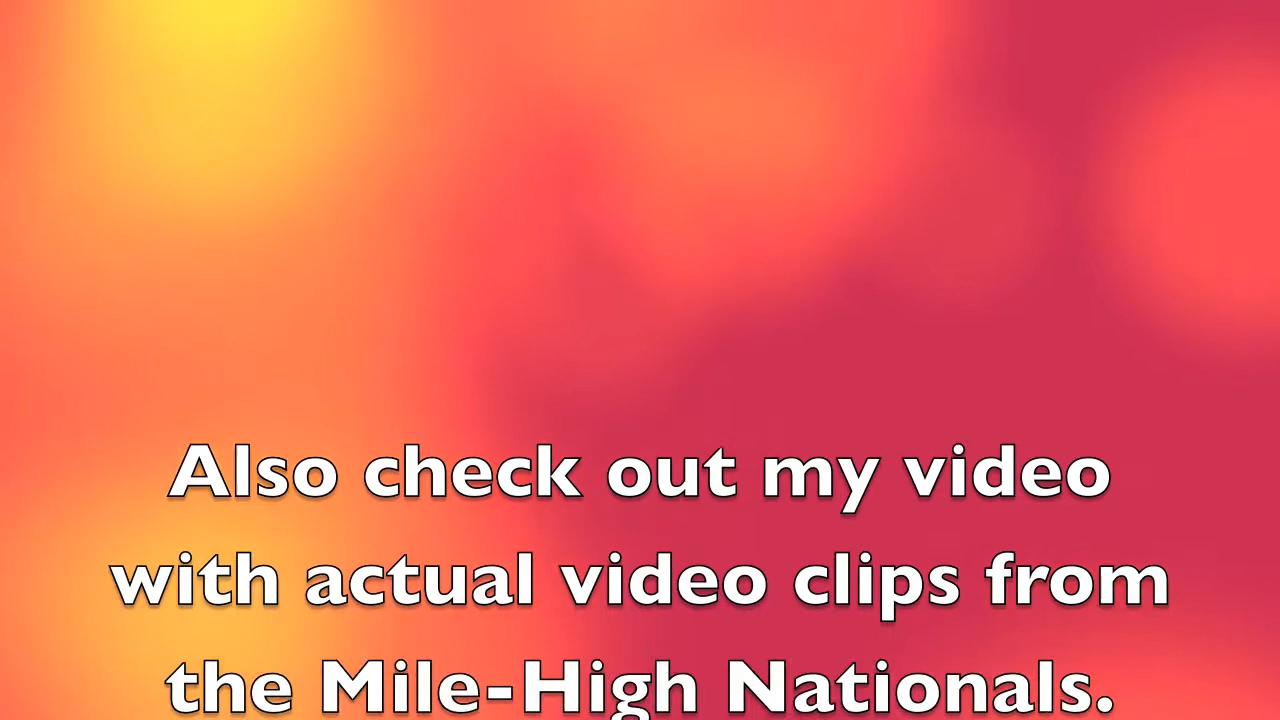 Also check out my video
with actual video clips from
the Mile-High Nationals.